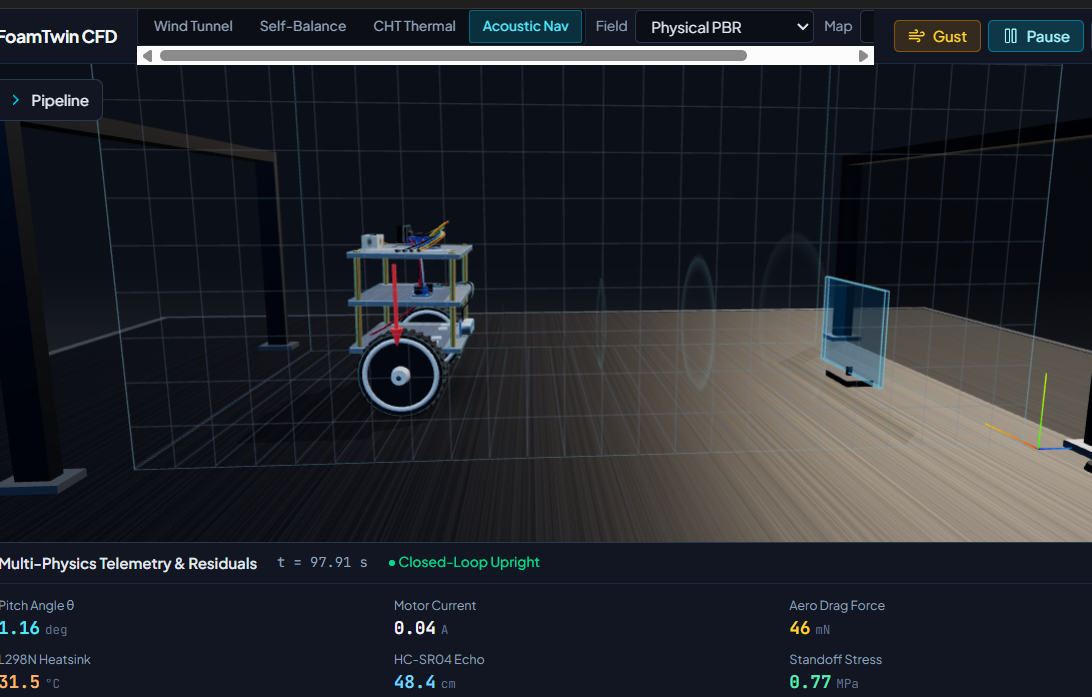 FoamTwin CFD
Wind Tunnel Self-Balance CHT Thermal Acoustic Nav Field Physical PBR Map Gust Pause
Pipeline
Multi-Physics Telemetry & Residuals t = 97.91 s Closed-Loop Upright
Pitch Angle θ Motor Current Aero Drag Force
1.16 deg 0.04 A 46 mN
L298N Heatsink HC-SR04 Echo Standoff Stress
31.5 °C 48.4 cm 0.77 MPa